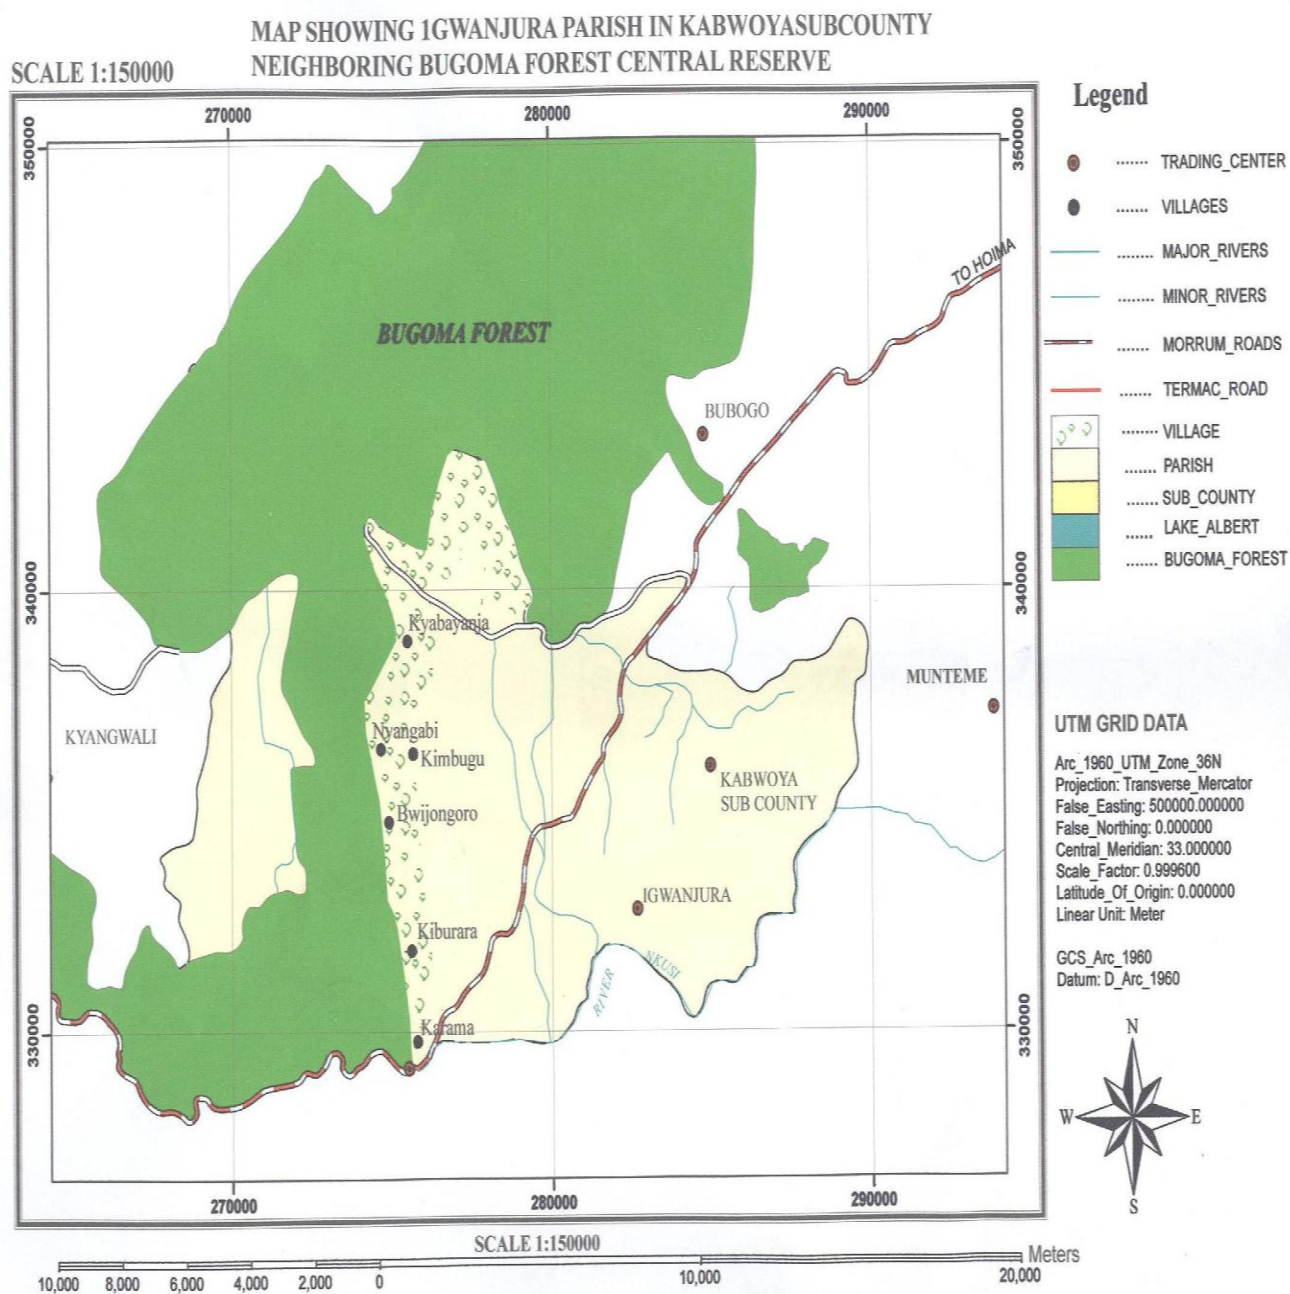 MAP SHOWING 1GWANJURA PARISH IN KABWOYASUBCOUNTY
NEIGHBORING BUGOMA FOREST CENTRAL RESERVE
SCALE 1:150000
270000
280000
290000
350000
350000
TO HOIMA
BUGOMA FOREST
BUBOGO
340000
340000
Kyabayanja
MUNTEME
KYANGWALI
Nyangabi
Kimbugu
KABWOYA
SUB COUNTY
Bwijongoro
IGWANJURA
Kiburara
RIVER
NKUSI
Karama
330000
330000
270000
280000
290000
SCALE 1:150000
Meters
10,000
8,000
6,000
4,000
2,000
0
10,000
20,000
Legend
....... TRADING_CENTER
....... VILLAGES
........ MAJOR_RIVERS
........ MINOR_RIVERS
....... MORRUM_ROADS
....... TERMAC_ROAD
........ VILLAGE
....... PARISH
....... SUB_COUNTY
...... LAKE_ALBERT
....... BUGOMA_FOREST
UTM GRID DATA
Arc_1960_UTM_Zone_36N
Projection: Transverse_Mercator
False_Easting: 500000.000000
False_Northing: 0.000000
Central_Meridian: 33.000000
Scale_Factor: 0.999600
Latitude_Of_Origin: 0.000000
Linear Unit: Meter
GCS_Arc_1960
Datum: D_Arc_1960
N
W
E
S